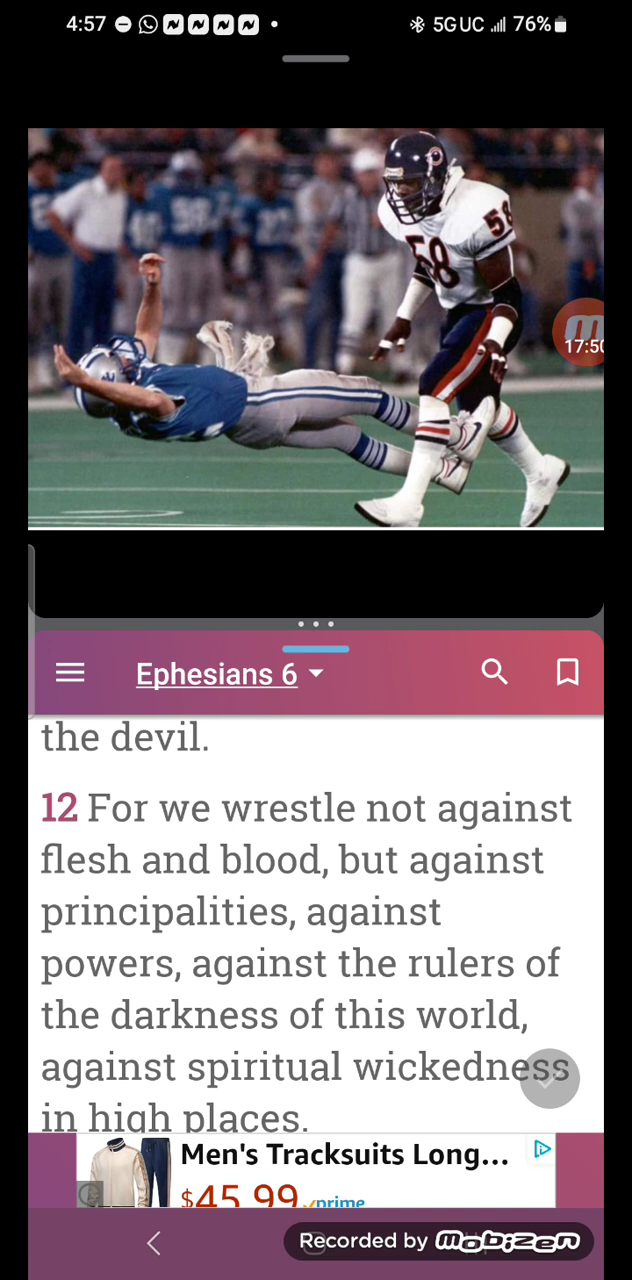 4:57
5G UC
76%
98
58
58
17:50
Ephesians 6
the devil.
12 For we wrestle not against
flesh and blood, but against
principalities, against
powers, against the rulers of
the darkness of this world,
against spiritual wickedness
in high places.
Men's Tracksuits Long...
$45.99 prime
Recorded by mobizen